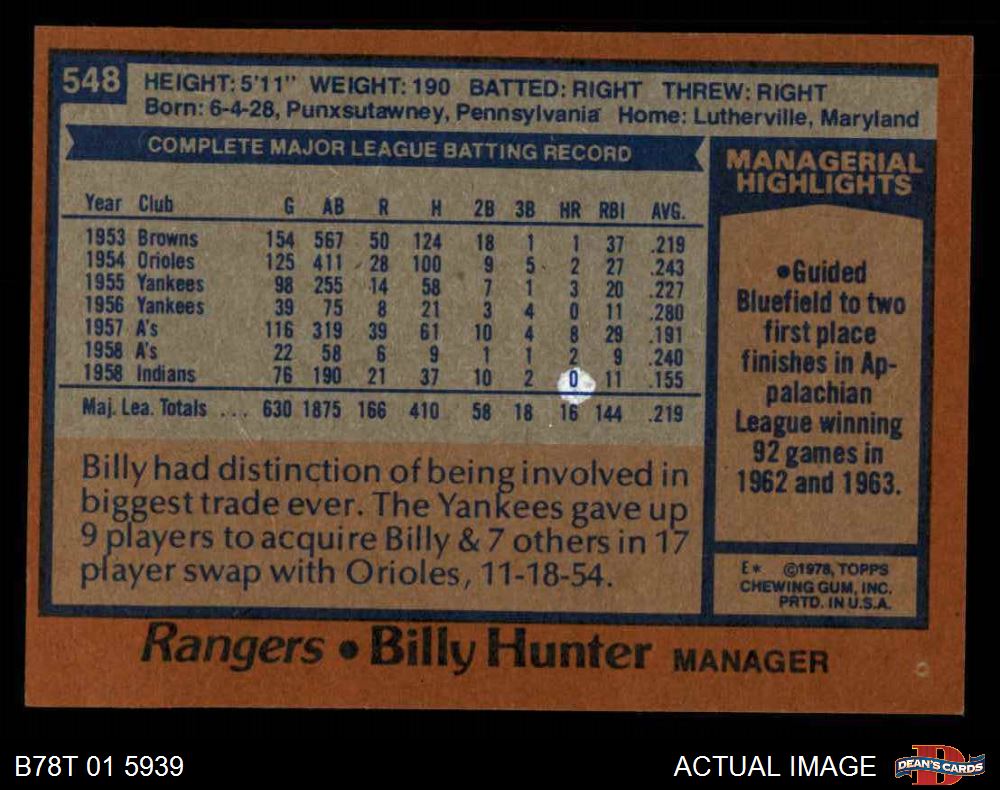 548
HEIGHT: 5'11" WEIGHT: 190 BATTED: RIGHT THREW: RIGHT
Born: 6-4-28, Punxsutawney, Pennsylvania Home: Lutherville, Maryland
COMPLETE MAJOR LEAGUE BATTING RECORD
Year Club G AB R H 2B 3B HR RBI AVG.
1953 Browns 154 567 50 124 18 1 1 37 .219
1954 Orioles 125 411 28 100 9 5 2 27 .243
1955 Yankees 98 255 14 58 7 1 3 20 .227
1956 Yankees 39 75 8 21 3 4 0 11 .280
1957 A's 116 319 39 61 10 4 8 29 .191
1958 A's 22 58 6 9 1 1 2 9 .240
1958 Indians 76 190 21 37 10 2 0 11 .155
Maj. Lea. Totals ... 630 1875 166 410 58 18 16 144 .219
Billy had distinction of being involved in
biggest trade ever. The Yankees gave up
9 players to acquire Billy & 7 others in 17
player swap with Orioles, 11-18-54.
MANAGERIAL
HIGHLIGHTS
•Guided
Bluefield to two
first place
finishes in Ap-
palachian
League winning
92 games in
1962 and 1963.
E* ©1978, TOPPS
CHEWING GUM, INC.
PRTD. IN U.S.A.
Rangers • Billy Hunter MANAGER
B78T 01 5939
ACTUAL IMAGE
D
DEAN'S CARDS